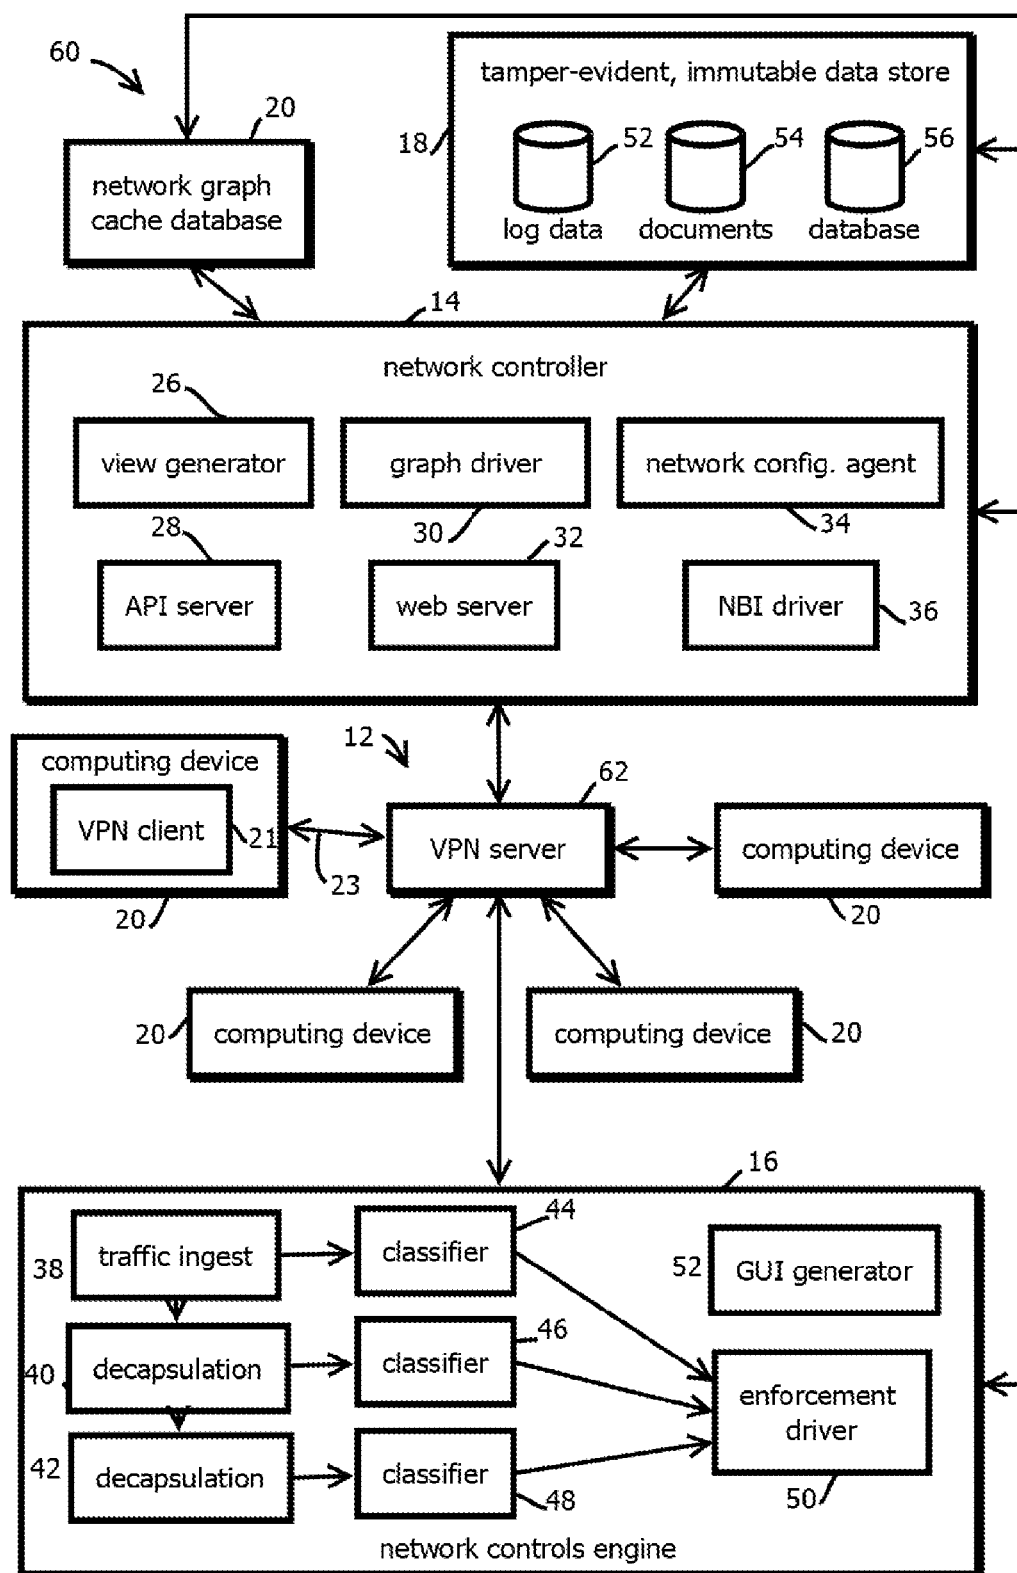 60
20
network graph
cache database
tamper-evident, immutable data store
18
52
54
56
log data
documents
database
14
network controller
26
view generator
graph driver
network config. agent
28
30
32
34
API server
web server
NBI driver
36
12
computing device
VPN client
21
23
20
62
VPN server
computing device
20
20
computing device
computing device
20
16
38
traffic ingest
classifier
44
52
GUI generator
40
decapsulation
classifier
46
enforcement
driver
50
42
decapsulation
classifier
48
network controls engine